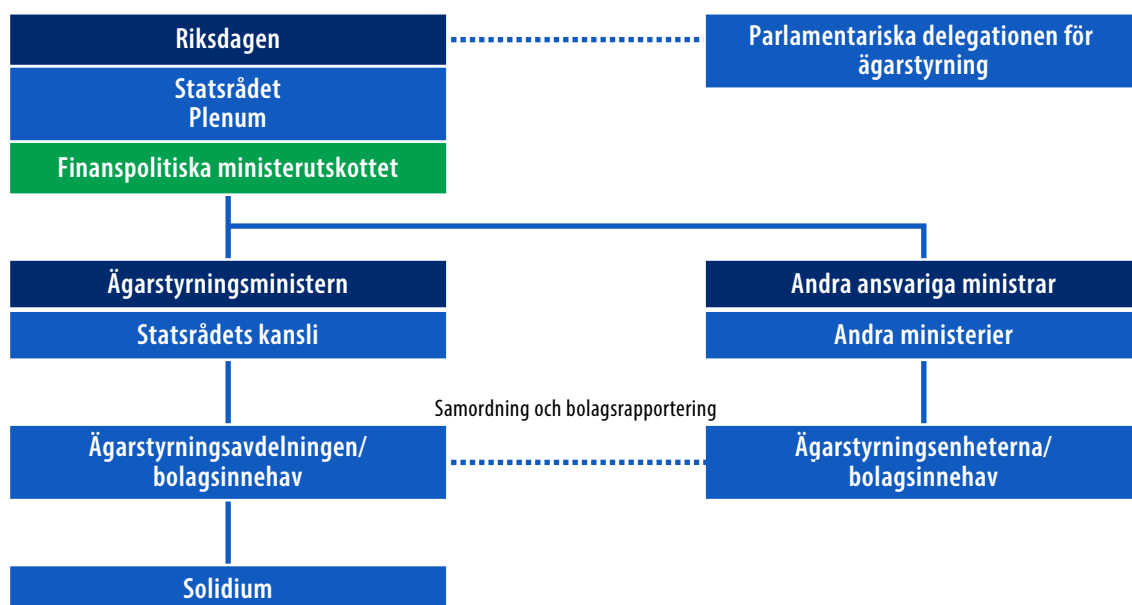 Riksdagen
Parlamentariska delegationen för
ägarstyrning
Statsrådet
Plenum
Finanspolitiska ministerutskottet
Ägarstyrningsministern
Andra ansvariga ministrar
Statsrådets kansli
Andra ministerier
Samordning och bolagsrapportering
Ägarstyrningsavdelningen/
bolagsinnehav
Ägarstyrningsenheterna/
bolagsinnehav
Solidium